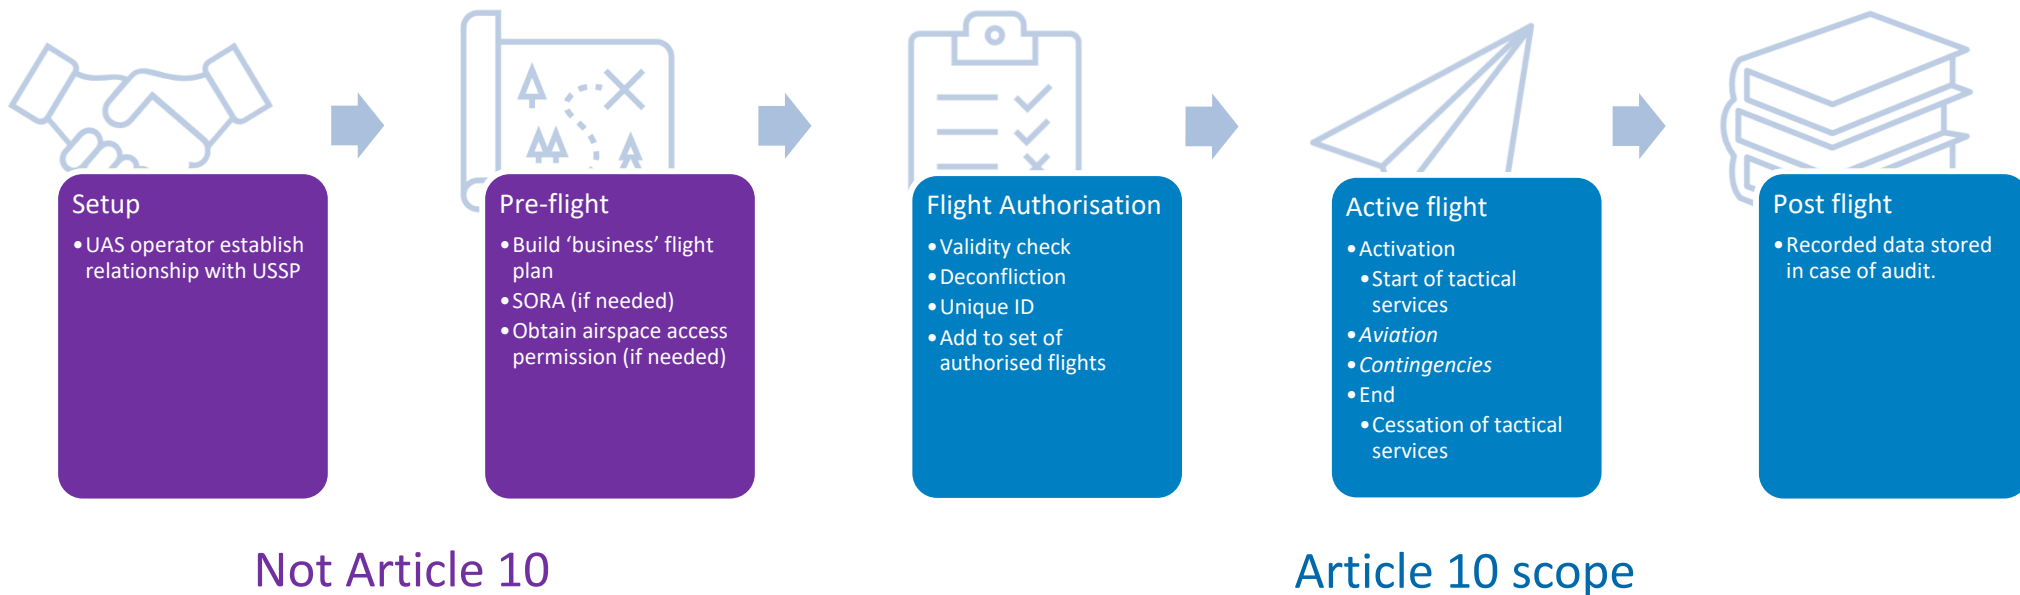 Setup
•UAS operator establish
relationship with USSP
Pre-flight
•Build ‘business’ flight
plan
•SORA (if needed)
•Obtain airspace access
permission (if needed)
Flight Authorisation
•Validity check
•Deconfliction
•Unique ID
•Add to set of
authorised flights
Active flight
•Activation
•Start of tactical
services
•Aviation
•Contingencies
•End
•Cessation of tactical
services
Post flight
•Recorded data stored
in case of audit.
Not Article 10
Article 10 scope